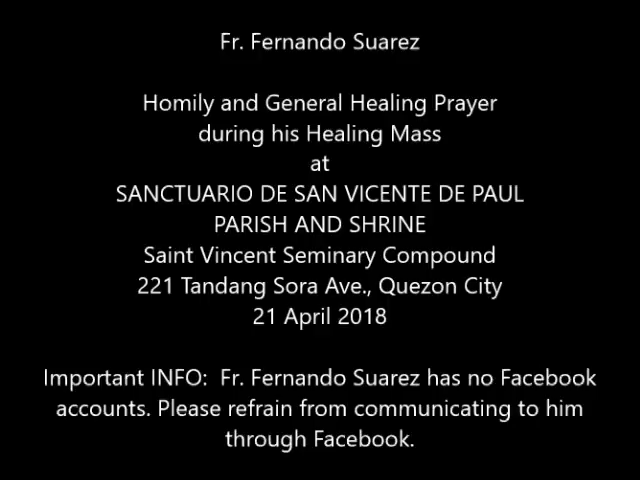 Fr. Fernando Suarez
Homily and General Healing Prayer
during his Healing Mass
at
SANCTUARIO DE SAN VICENTE DE PAUL
PARISH AND SHRINE
Saint Vincent Seminary Compound
221 Tandang Sora Ave., Quezon City
21 April 2018
Important INFO:  Fr. Fernando Suarez has no Facebook
accounts. Please refrain from communicating to him
through Facebook.